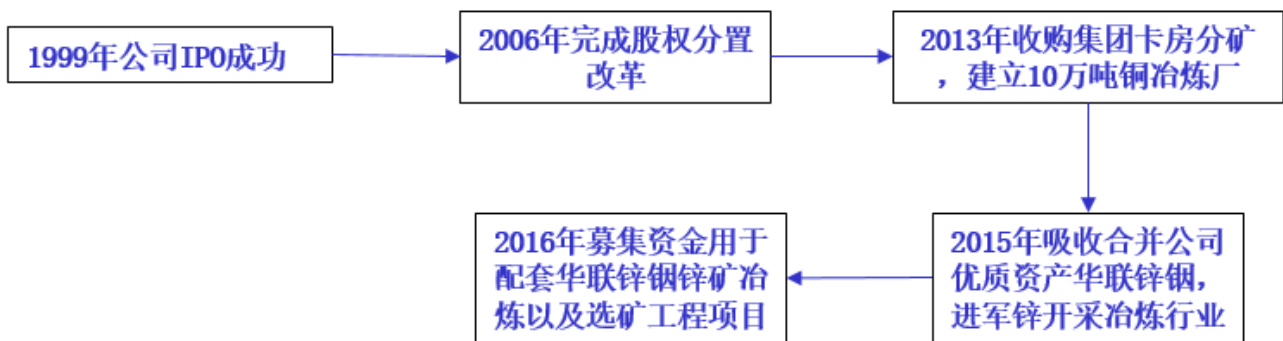 1999年公司IPO成功
2006年完成股权分置
改革
2013年收购集团卡房分矿
，建立10万吨铜冶炼厂
2015年吸收合并公司
优质资产华联锌铟，
进军锌开采冶炼行业
2016年募集资金用于
配套华联锌铟锌矿冶
炼以及选矿工程项目